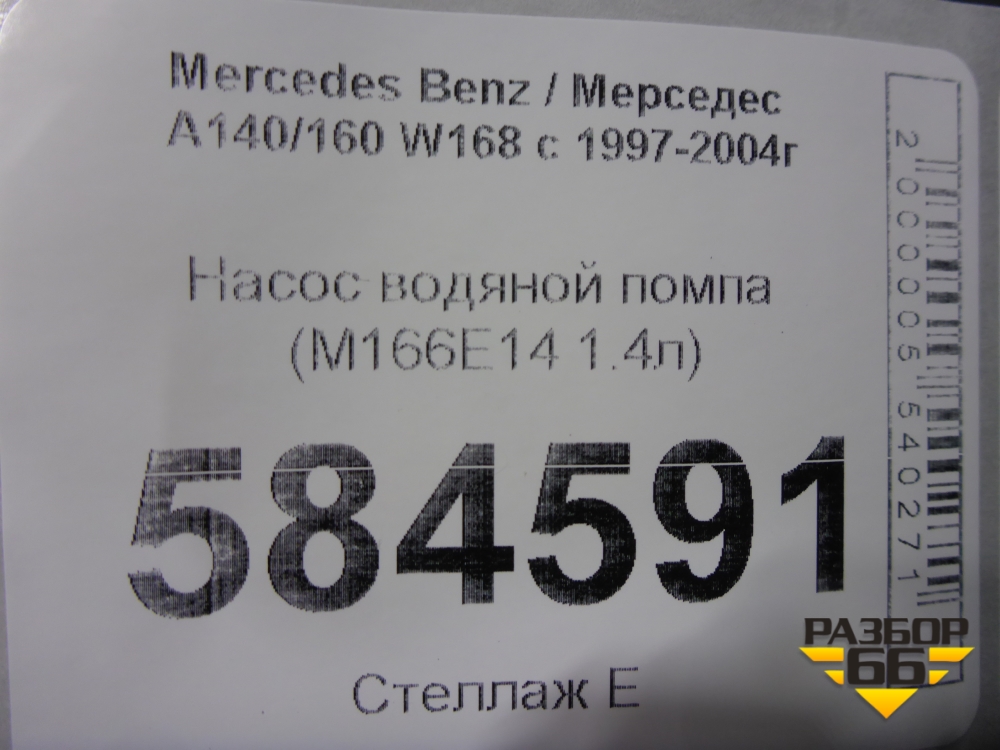 Mercedes Benz / Мерседес
A140/160 W168 с 1997-2004г
Насос водяной помпа
(M166E14 1.4л)
584591
Стеллаж Е
2000005540271
РАЗБОР
66